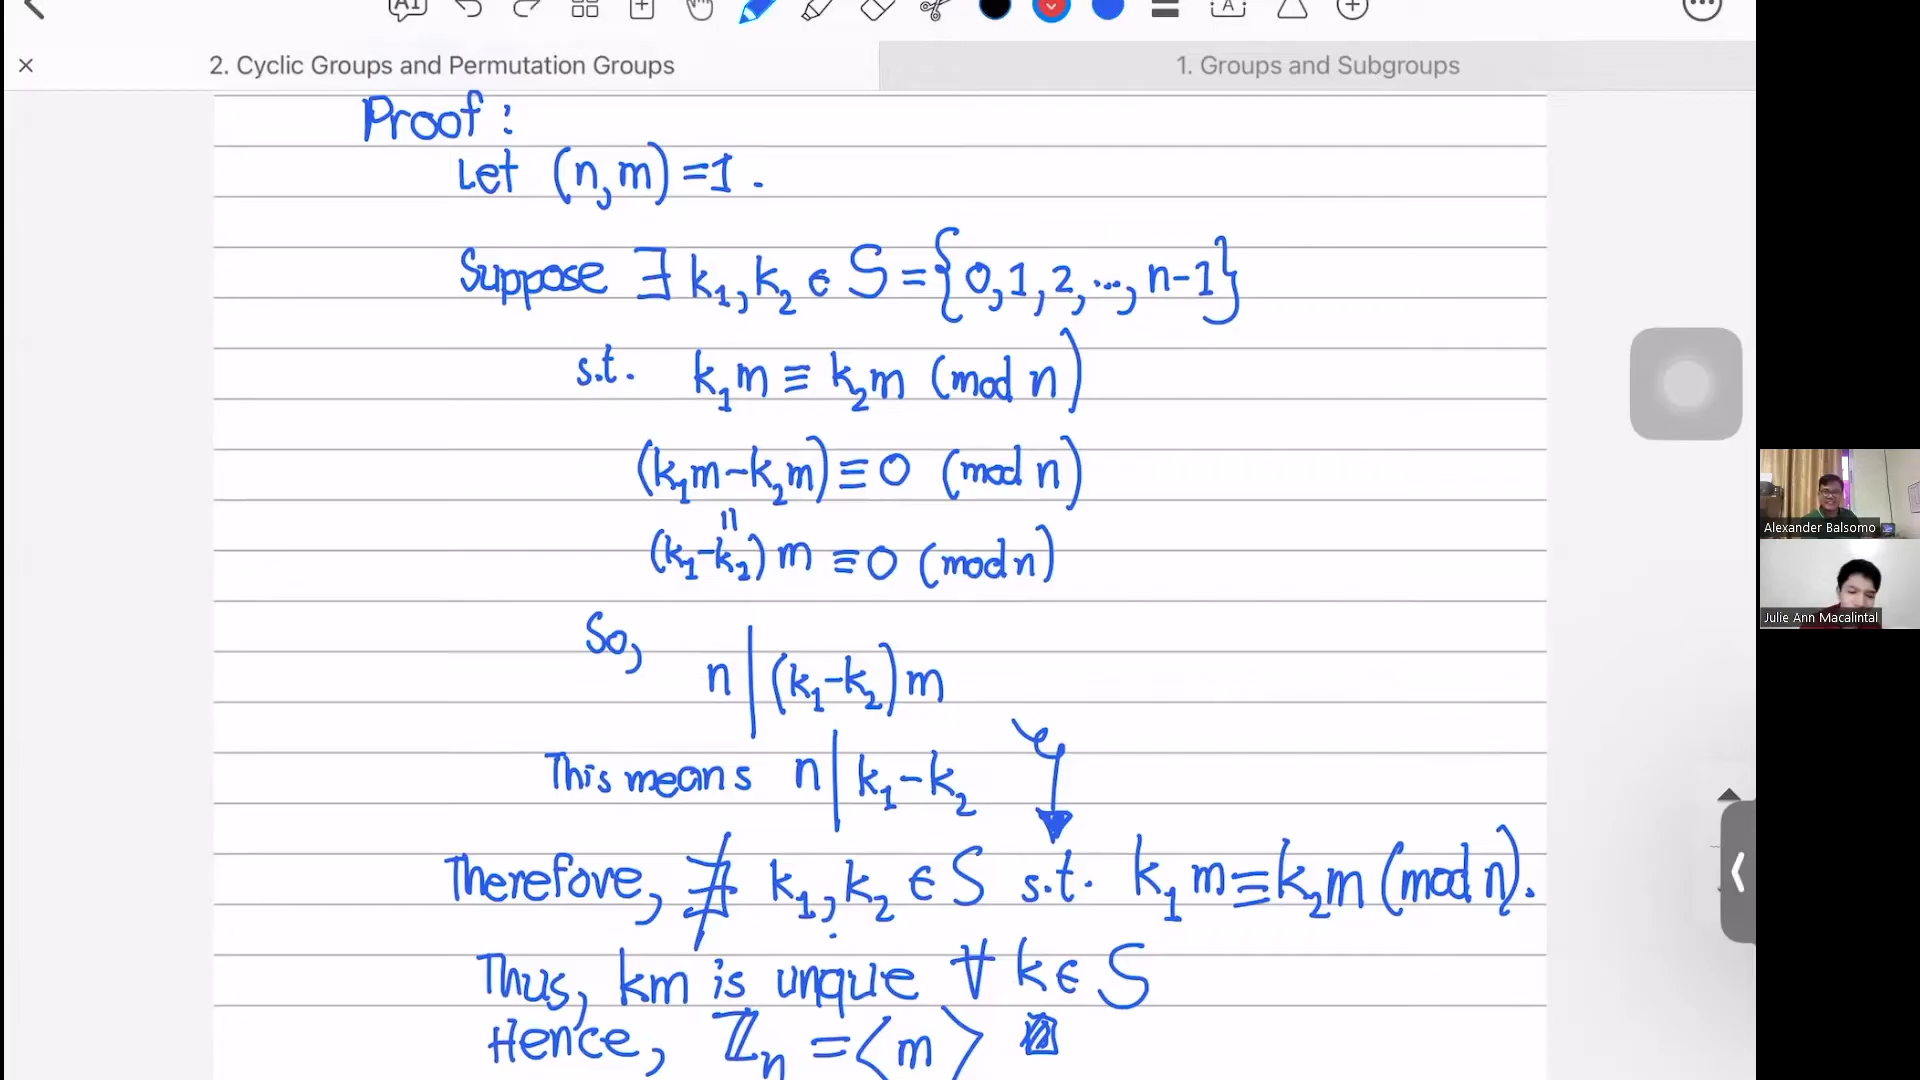 AI
A
2. Cyclic Groups and Permutation Groups
1. Groups and Subgroups
Proof:
Let (n,m)=1.
Suppose ∃ k₁, k₂ ∈ S = {0,1,2,..., n-1}
s.t. k₁m ≡ k₂m (mod n)
(k₁m-k₂m) ≡ 0 (mod n)
=
(k₁-k₂) m ≡ 0 (mod n)
So,
n | (k₁-k₂) m
This means n | k₁-k₂
Therefore, ∄ k₁, k₂ ∈ S s.t. k₁m≡k₂m (mod n).
Thus, km is unque ∀ k ∈ S
Hence, ℤₙ = ⟨m⟩
Alexander Balsomo
Julie Ann Macalintal